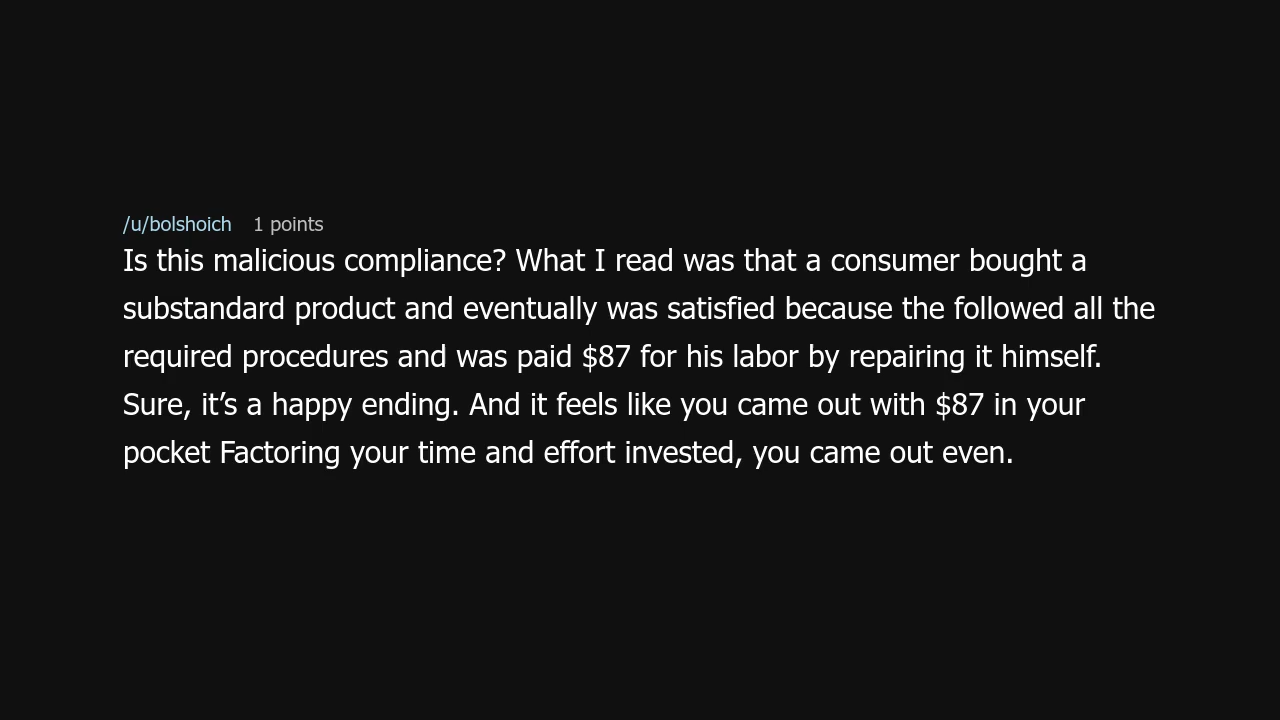 /u/bolshoich 1 points
Is this malicious compliance? What I read was that a consumer bought a
substandard product and eventually was satisfied because the followed all the
required procedures and was paid $87 for his labor by repairing it himself.
Sure, it’s a happy ending. And it feels like you came out with $87 in your
pocket Factoring your time and effort invested, you came out even.